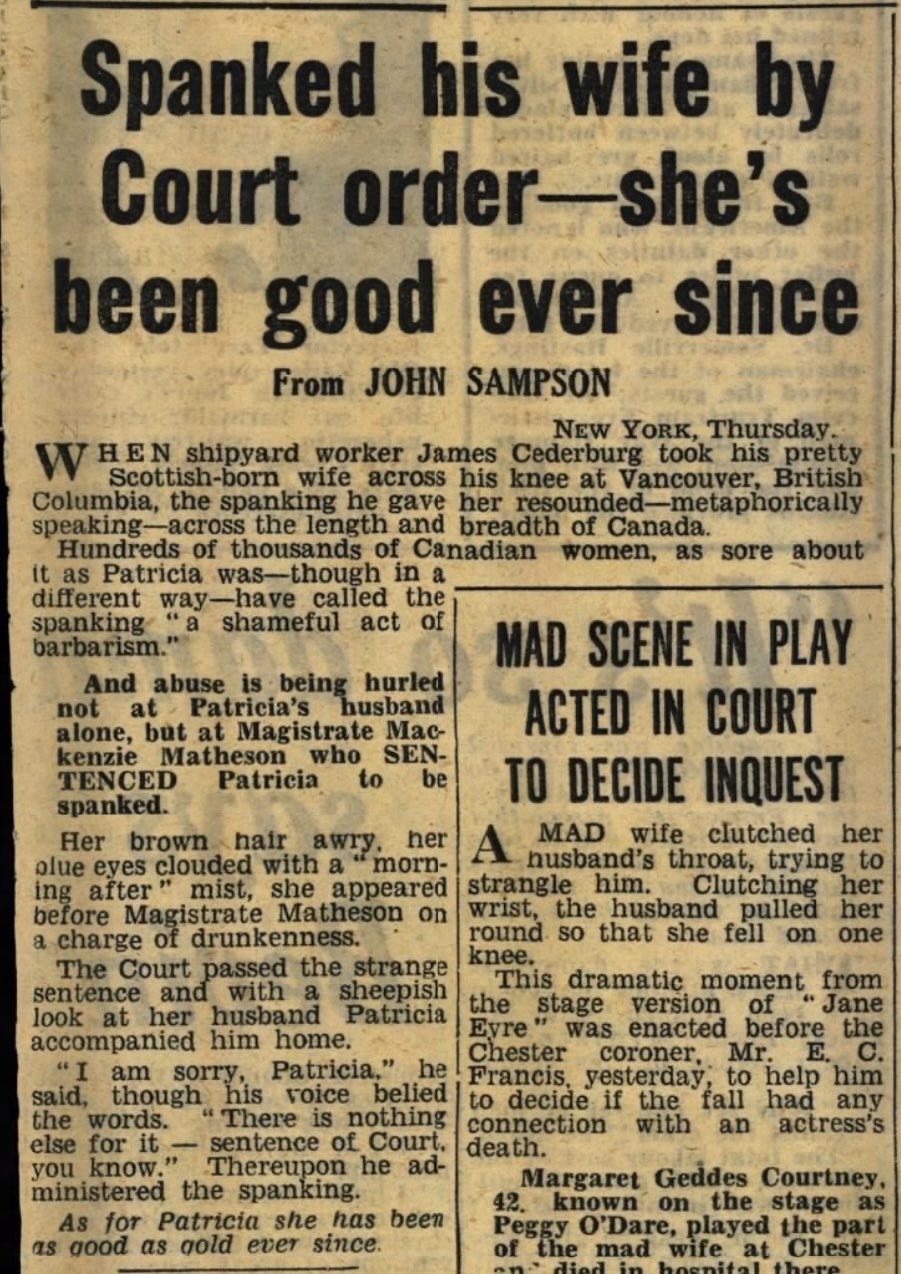 Spanked his wife by
Court order—she's
been good ever since
From JOHN SAMPSON
NEW YORK, Thursday.
WHEN shipyard worker James Cederburg took his pretty
Scottish-born wife across his knee at Vancouver, British
Columbia, the spanking he gave her resounded—metaphorically
speaking—across the length and breadth of Canada.
Hundreds of thousands of Canadian women, as sore about
it as Patricia was—though in a
different way—have called the
spanking "a shameful act of
barbarism."
And abuse is being hurled
not at Patricia's husband
alone, but at Magistrate Mac-
kenzie Matheson who SEN-
TENCED Patricia to be
spanked.
Her brown hair awry, her
blue eyes clouded with a "morn-
ing after" mist, she appeared
before Magistrate Matheson on
a charge of drunkenness.
The Court passed the strange
sentence and with a sheepish
look at her husband Patricia
accompanied him home.
"I am sorry, Patricia," he
said, though his voice belied
the words. "There is nothing
else for it — sentence of Court,
you know." Thereupon he ad-
ministered the spanking.
As for Patricia she has been
as good as gold ever since.
MAD SCENE IN PLAY
ACTED IN COURT
TO DECIDE INQUEST
A MAD wife clutched her
husband's throat, trying to
strangle him. Clutching her
wrist, the husband pulled her
round so that she fell on one
knee.
This dramatic moment from
the stage version of "Jane
Eyre" was enacted before the
Chester coroner, Mr. E. C.
Francis, yesterday, to help him
to decide if the fall had any
connection with an actress's
death.
Margaret Geddes Courtney,
42, known on the stage as
Peggy O'Dare, played the part
of the mad wife at Chester
died in hospital there